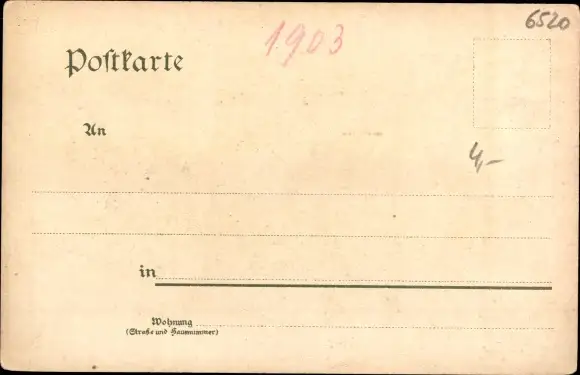 6520
1903
Postkarte
An
4,-
in
Wohnung
(Straße und Hausnummer)